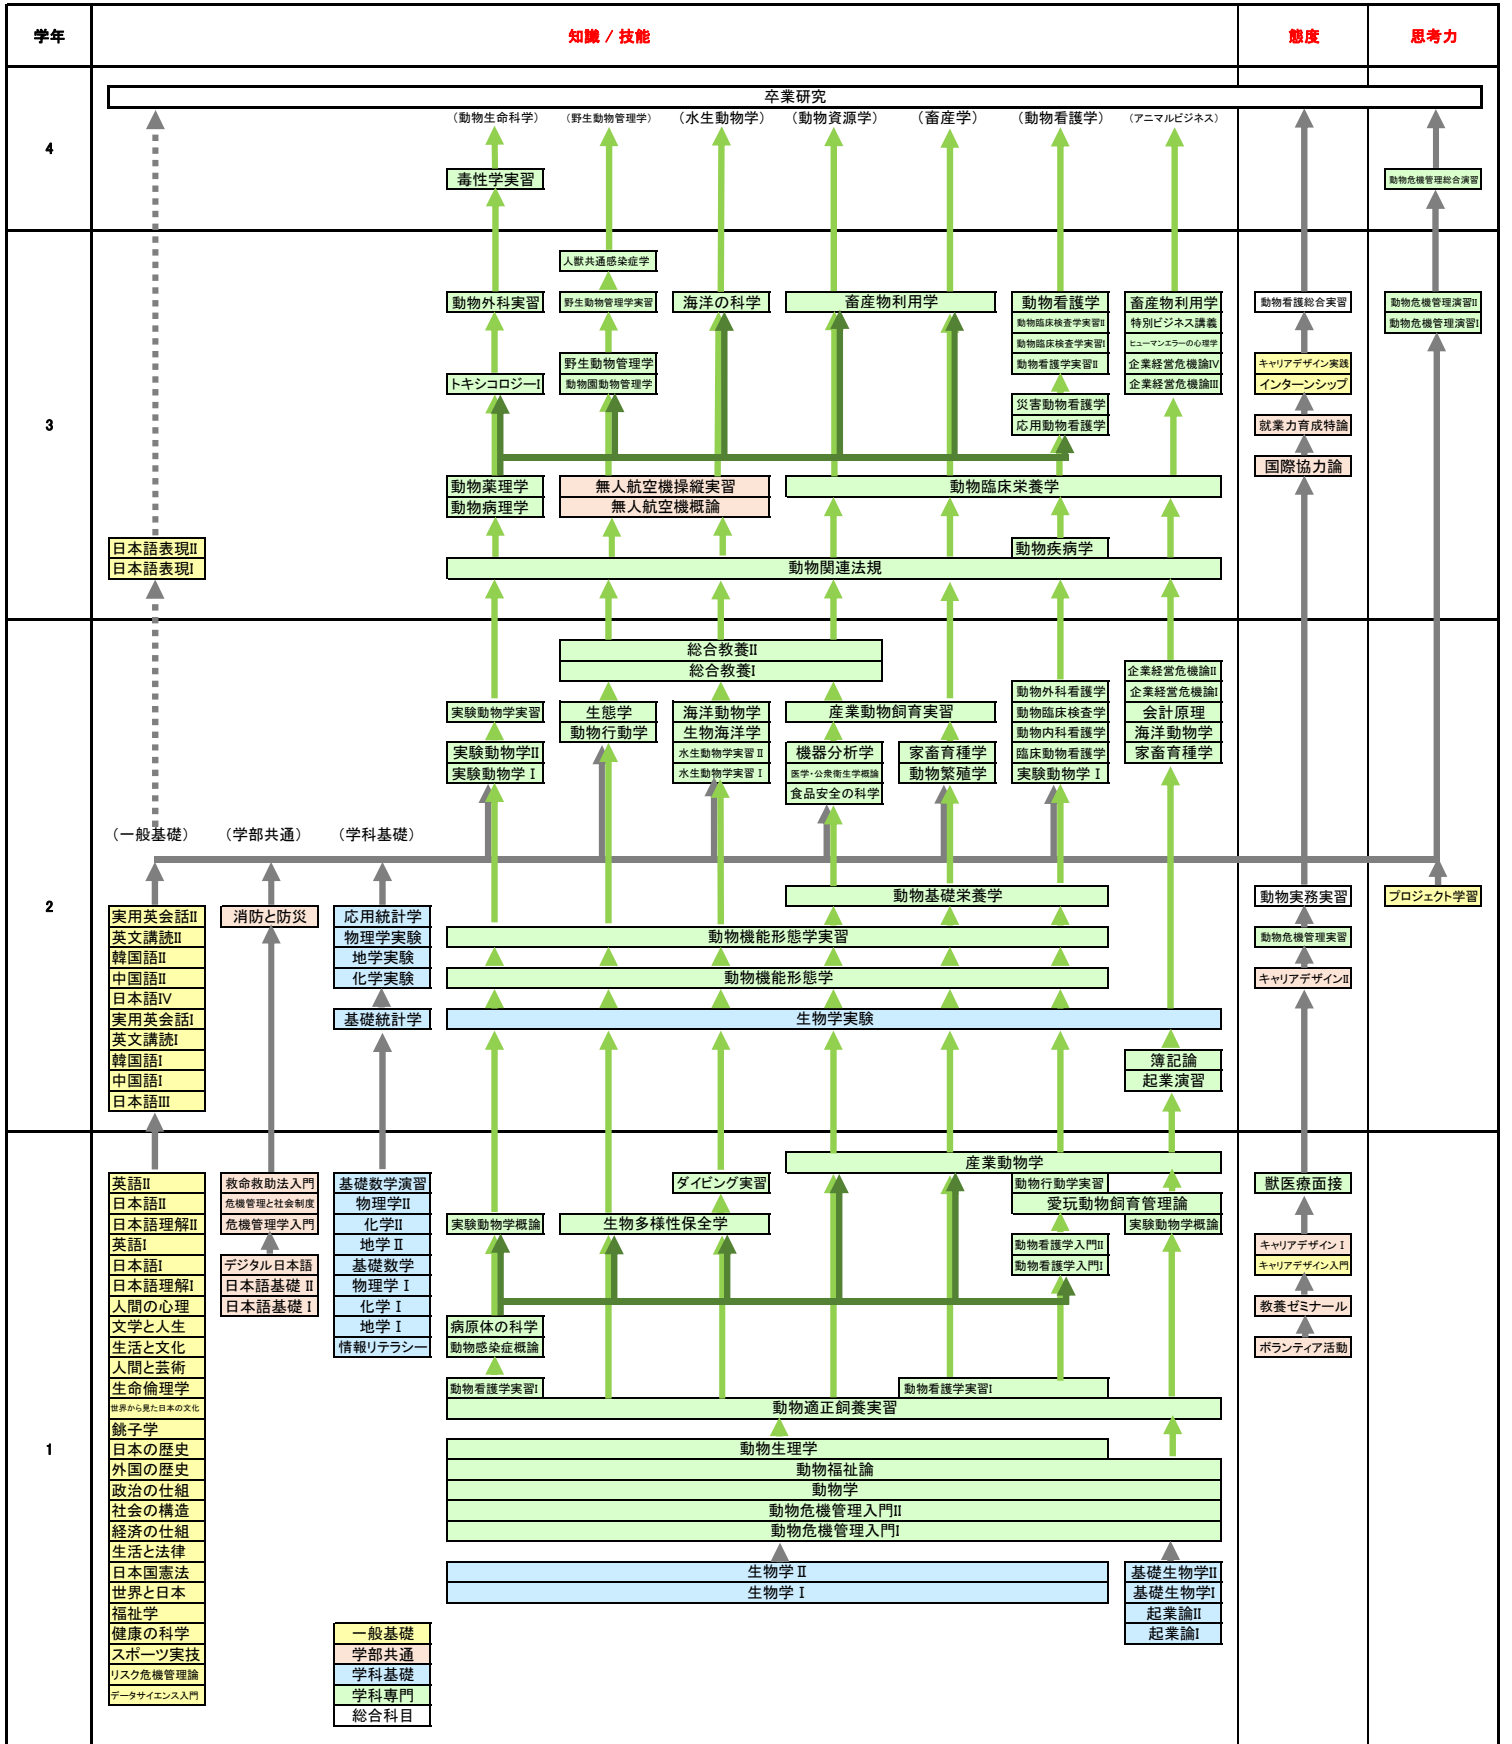 学年
知識 / 技能
態度
思考力
4
卒業研究
（動物生命科学）
（野生動物管理学）
（水生動物学）
（動物資源学）
（畜産学）
（動物看護学）
（アニマルビジネス）
毒性学実習
動物危機管理総合演習
3
人獣共通感染症学
動物外科実習
野生動物管理学実習
海洋の科学
畜産物利用学
動物看護学
畜産物利用学
動物看護総合実習
動物危機管理演習II
動物臨床検査学実習II
特別ビジネス講義
動物危機管理演習I
動物臨床検査学実習I
ヒューマンエラーの心理学
野生動物管理学
動物看護学実習II
企業経営危機論IV
キャリアデザイン実践
トキシコロジーI
動物園動物管理学
企業経営危機論III
インターンシップ
災害動物看護学
応用動物看護学
就業力育成特論
国際協力論
動物薬理学
無人航空機操縦実習
動物臨床栄養学
動物病理学
無人航空機概論
日本語表現II
動物疾病学
日本語表現I
動物関連法規
2
総合教養II
総合教養I
企業経営危機論II
動物外科看護学
企業経営危機論I
実験動物学実習
生態学
海洋動物学
産業動物飼育実習
動物臨床検査学
会計原理
動物行動学
生物海洋学
動物内科看護学
海洋動物学
実験動物学II
水生動物学実習 II
機器分析学
家畜育種学
臨床動物看護学
家畜育種学
実験動物学 I
水生動物学実習 I
医学・公衆衛生学概論
動物繁殖学
実験動物学 I
食品安全の科学
（一般基礎）
（学部共通）
（学科基礎）
動物基礎栄養学
動物実務実習
プロジェクト学習
実用英会話II
消防と防災
応用統計学
英文講読II
物理学実験
動物機能形態学実習
動物危機管理実習
韓国語II
地学実験
中国語II
化学実験
動物機能形態学
キャリアデザインII
日本語IV
実用英会話I
基礎統計学
生物学実験
英文講読I
韓国語I
簿記論
中国語I
起業演習
日本語III
1
産業動物学
英語II
救命救助法入門
基礎数学演習
ダイビング実習
動物行動学実習
獣医療面接
日本語II
危機管理と社会制度
物理学II
愛玩動物飼育管理論
日本語理解II
危機管理学入門
化学II
実験動物学概論
生物多様性保全学
実験動物学概論
英語I
地学 II
動物看護学入門II
キャリアデザイン I
日本語I
デジタル日本語
基礎数学
動物看護学入門I
キャリアデザイン入門
日本語理解I
日本語基礎 II
物理学 I
人間の心理
日本語基礎 I
化学 I
教養ゼミナール
文学と人生
地学 I
病原体の科学
生活と文化
情報リテラシー
動物感染症概論
ボランティア活動
人間と芸術
生命倫理学
動物看護学実習I
動物看護学実習I
世界から見た日本の文化
動物適正飼養実習
銚子学
日本の歴史
動物生理学
外国の歴史
動物福祉論
政治の仕組
動物学
社会の構造
動物危機管理入門II
経済の仕組
動物危機管理入門I
生活と法律
日本国憲法
生物学 II
基礎生物学II
世界と日本
生物学 I
基礎生物学I
福祉学
起業論II
健康の科学
一般基礎
起業論I
スポーツ実技
学部共通
リスク危機管理論
学科基礎
データサイエンス入門
学科専門
総合科目